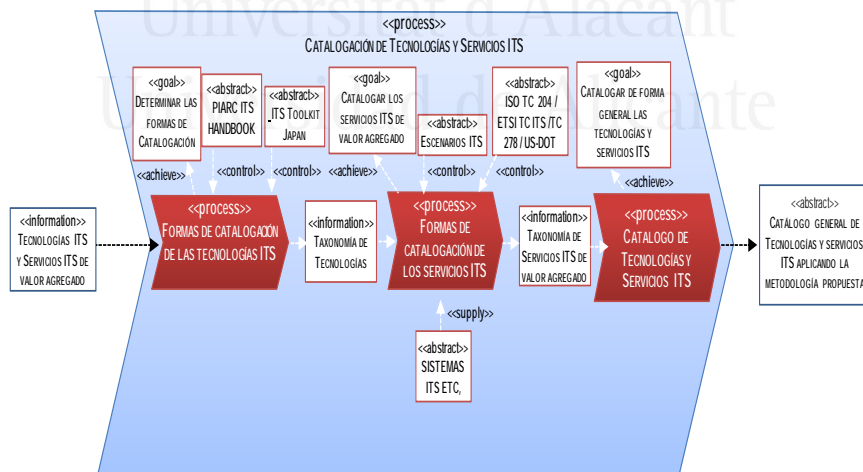 Universitat d'Alacant
Universidad de Alicante
<<process>>
CATALOGACIÓN DE TECNOLOGÍAS Y SERVICIOS ITS
<<goal>>
DETERMINAR LAS
FORMAS DE
CATALOGACIÓN
<<abstract>>
PIARC ITS
HANDBOOK
<<abstract>>
_ITS TOOLKIT
JAPAN
<<goal>>
CATALOGAR LOS
SERVICIOS ITS DE
VALOR AGREGADO
<<abstract>>
ESCENARIOS ITS
<<abstract>>
ISO TC 204 /
ETSI TC ITS /TC
278 / US-DOT
<<goal>>
CATALOGAR DE FORMA
GENERAL LAS
TECNOLOGÍAS Y
SERVICIOS ITS
<<achieve>>
<<control>>
<<control>>
<<achieve>>
<<control>>
<<control>>
<<achieve>>
<<information>>
TECNOLOGÍAS ITS
Y SERVICIOS ITS DE
VALOR AGREGADO
<<process>>
FORMAS DE CATALOGACIÓN
DE LAS TECNOLOGÍAS ITS
<<information>>
TAXONOMÍA DE
TECNOLOGÍAS
<<process>>
FORMAS DE
CATALOGACIÓN DE
LOS SERVICIOS ITS
<<information>>
TAXONOMÍA DE
SERVICIOS ITS DE
VALOR AGREGADO
<<process>>
CATALOGO DE
TECNOLOGÍAS Y
SERVICIOS ITS
<<abstract>>
CATÁLOGO GENERAL DE
TECNOLOGÍAS Y SERVICIOS
ITS APLICANDO LA
METODOLOGÍA PROPUESTA
<<supply>>
<<abstract>>
SISTEMAS
ITS ETC,